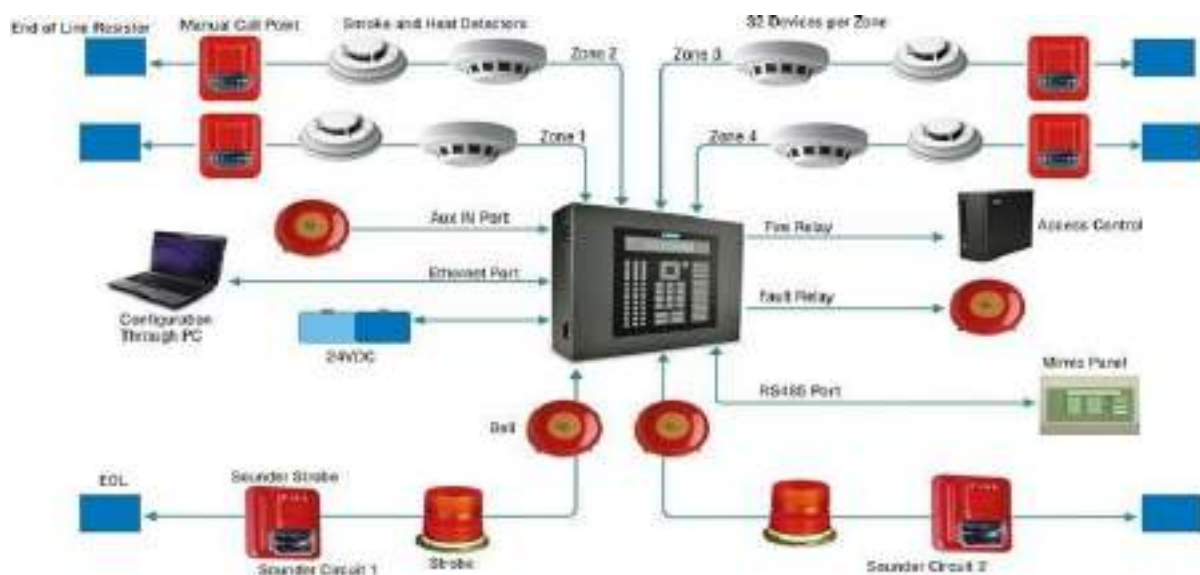 End of Line Resistor
Manual Call Point
Smoke and Heat Detectors
32 Devices per Zone
Zone 2
Zone 3
Zone 1
Zone 4
Aux IN Port
Fire Relay
Access Control
Ethernet Port
Fault Relay
Configuration
Through PC
24VDC
Mimic Panel
RS485 Port
Bell
EOL
Sounder Strobe
Strobe
Sounder Circuit 1
Sounder Circuit 2